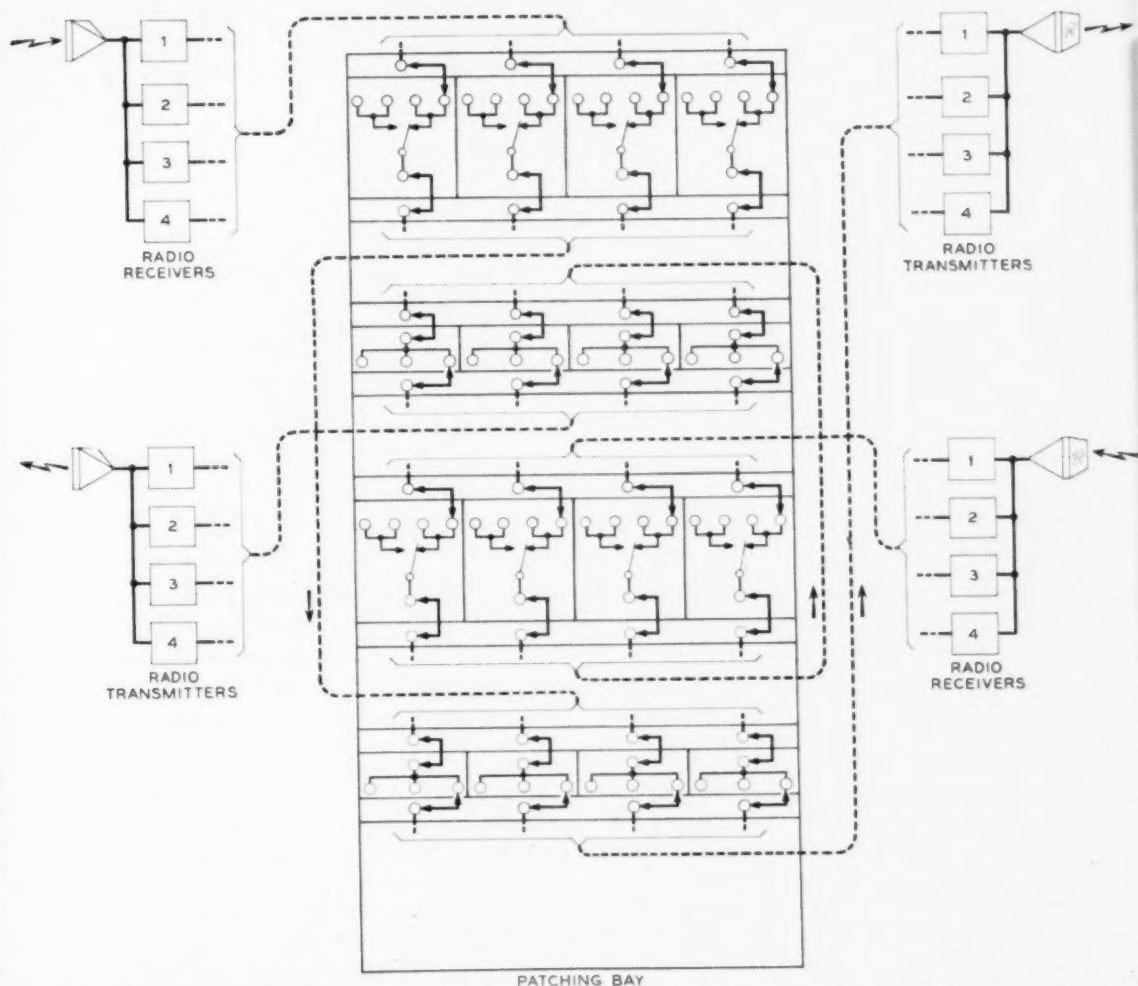 1
2
3
4
RADIO
RECEIVERS
1
2
3
4
RADIO
TRANSMITTERS
1
2
3
4
RADIO
TRANSMITTERS
1
2
3
4
RADIO
RECEIVERS
PATCHING BAY